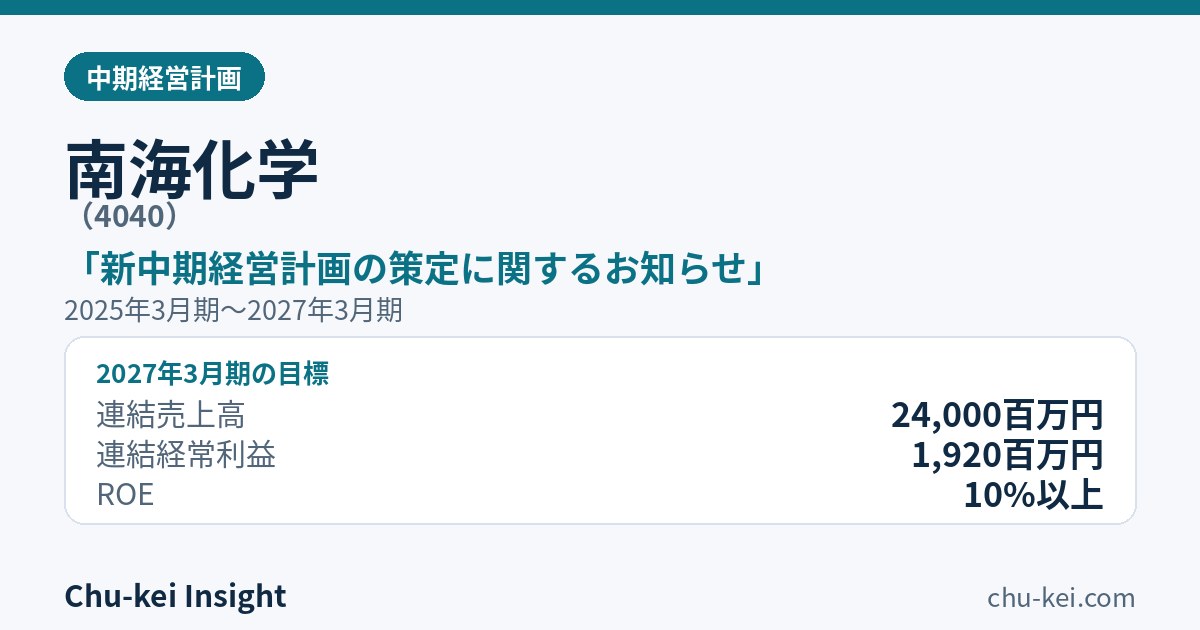 中期経営計画
南海化学
（4040）
「新中期経営計画の策定に関するお知らせ」
2025年3月期〜2027年3月期
2027年3月期の目標
連結売上高 24,000百万円
連結経常利益 1,920百万円
ROE 10%以上
Chu-kei Insight chu-kei.com